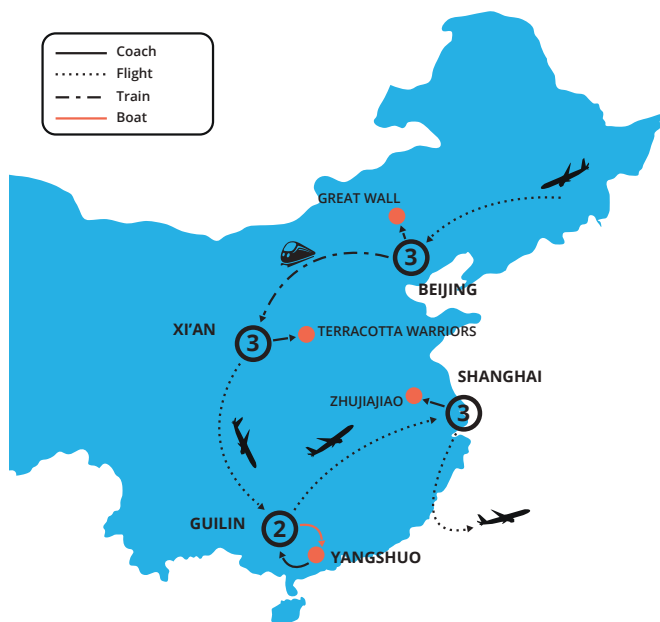 Coach
Flight
Train
Boat
GREAT WALL
3
BEIJING
XI'AN
3
TERRACOTTA WARRIORS
SHANGHAI
ZHUJIAJIAO
3
GUILIN
2
YANGSHUO